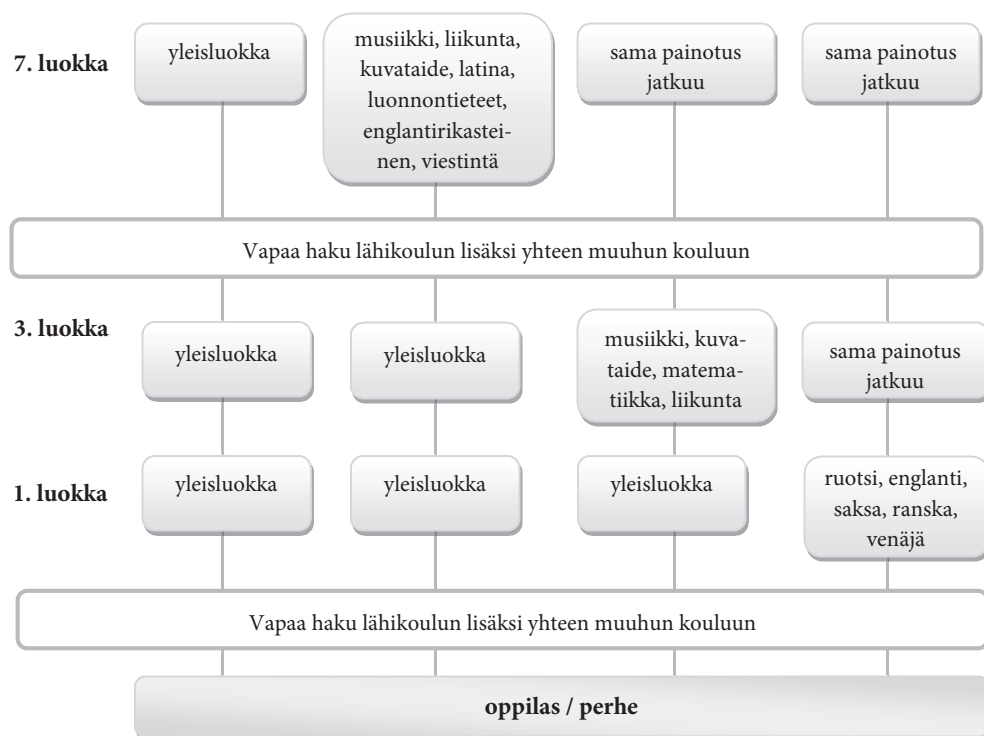 7. luokka
yleisluokka
musiikki, liikunta,
kuvataide, latina,
luonnontieteet,
englantirikastei-
nen, viestintä
sama painotus
jatkuu
sama painotus
jatkuu
Vapaa haku lähikoulun lisäksi yhteen muuhun kouluun
3. luokka
yleisluokka
yleisluokka
musiikki, kuva-
taide, matema-
tiikka, liikunta
sama painotus
jatkuu
1. luokka
yleisluokka
yleisluokka
yleisluokka
ruotsi, englanti,
saksa, ranska,
venäjä
Vapaa haku lähikoulun lisäksi yhteen muuhun kouluun
oppilas / perhe